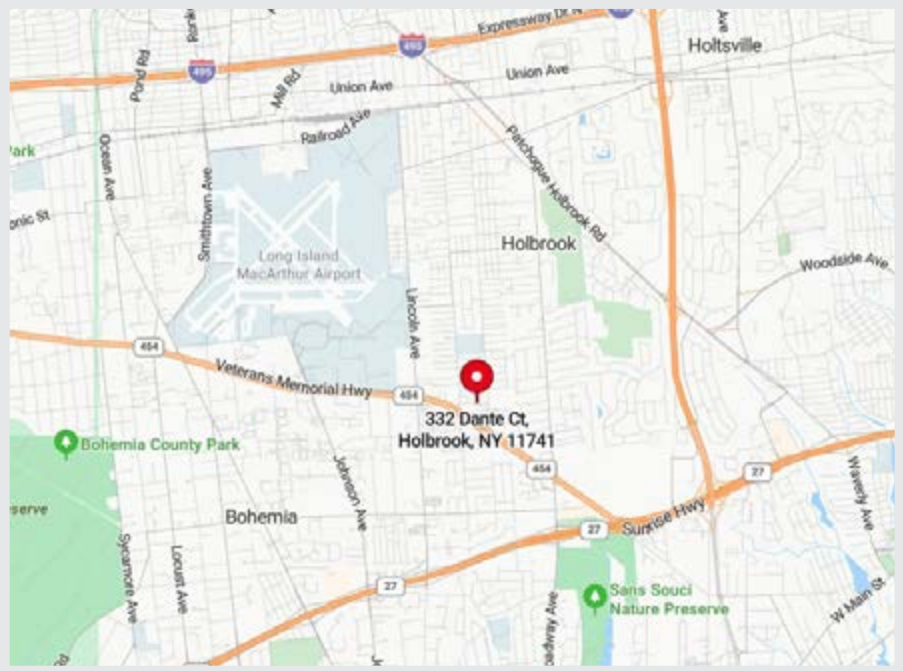 Expressway Dr N
Holtsville
495
495
Pond Rd
Mill Rd
Union Ave
Union Ave
Ave
Railroad Ave
Patchogue Holbrook Rd
Ocean Ave
Smithtown Ave
Holbrook
Woodside Ave
Long Island
MacArthur Airport
Lincoln Ave
454
Veterans Memorial Hwy
454
332 Dante Ct,
Holbrook, NY 11741
454
27
Bohemia County Park
Johnson Ave
Waverly Ave
Bohemia
Sunrise Hwy
27
27
Sycamore Ave
Locust Ave
Sans Souci
Nature Preserve
W Main St